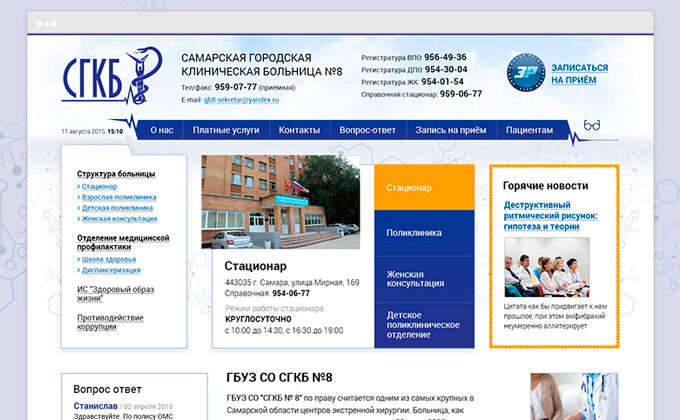 СГКБ
САМАРСКАЯ ГОРОДСКАЯ
КЛИНИЧЕСКАЯ БОЛЬНИЦА №8
Тел/факс: 959-07-77 (приёмная)
E-mail: gb8.sekretar@yandex.ru
Регистратура ВПО: 956-49-36
Регистратура ДПО: 954-30-04
Регистратура ЖК: 954-01-54
Справочная стационар: 959-06-77
ЗР
ЗАПИСАТЬСЯ
НА ПРИЁМ
11 августа 2015, 15:10
О нас
Платные услуги
Контакты
Вопрос-ответ
Запись на приём
Пациентам
Структура больницы
Стационар
Взрослая поликлиника
Детская поликлиника
Женская консультация
Отделение медицинской
профилактики
Школа здоровья
Диспансеризация
ИС "Здоровый образ
жизни"
Противодействие
коррупции
Стационар
443035 г. Самара, улица Мирная, 169
Справочная: 954-06-77
Режим работы стационара:
КРУГЛОСУТОЧНО
с 10:00 до 14:30, с 16:30 до 19:00
Стационар
Поликлиника
Женская
консультация
Детское
поликлиническое
отделение
Горячие новости
Деструктивный
ритмический рисунок:
гипотеза и теории
Цитата как бы придвигает к нам
прошлое, при этом амфибрахий
неумеренно аллитерирует
Вопрос ответ
Станислав / 02 апреля 2015
Здравствуйте. По полису ОМС
ГБУЗ СО СГКБ №8
ГБУЗ СО "СГКБ № 8" по праву считается одним из самых крупных в
Самарской области центров экстренной хирургии. Больница, как